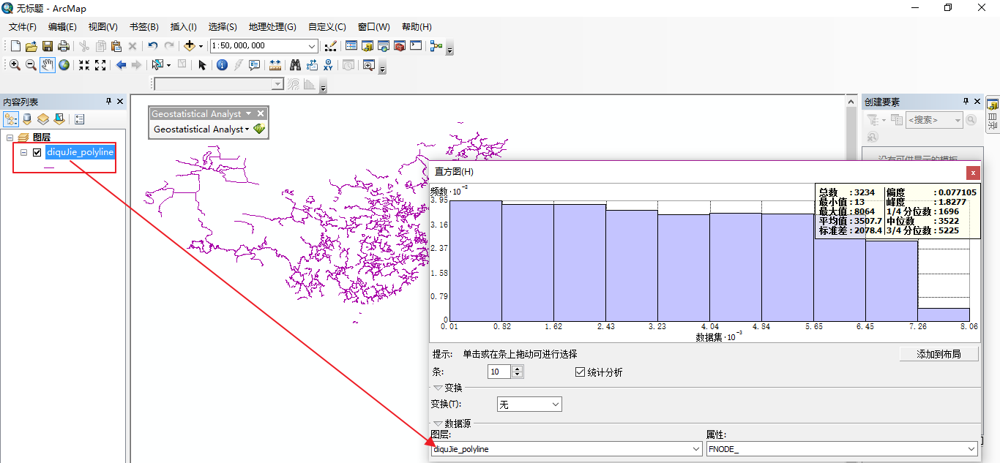 无标题 - ArcMap
文件(F) 编辑(E) 视图(V) 书签(B) 插入(I) 选择(S) 地理处理(G) 自定义(C) 窗口(W) 帮助(H)
1:50,000,000
内容列表
图层
diquJie_polyline
Geostatistical Analyst
Geostatistical Analyst
创建要素
<搜索>
没有可供显示的模板
目录
直方图(H)
频数·10⁻²
3.95
3.16
2.37
1.58
0.79
0
0.01 0.82 1.62 2.43 3.23 4.04 4.84 5.65 6.45 7.26 8.06
数据集·10⁻³
总数 : 3234 偏度 : 0.077105
最小值 : 13 峰度 : 1.8277
最大值 : 8064 1/4 分位数 : 1696
平均值 : 3507.4 中位数 : 3522
标准差 : 2078.4 3/4 分位数 : 5225
提示: 单击或在条上拖动可进行选择
添加到布局
条: 10 统计分析
变换
变换(T): 无
数据源
图层: 属性:
diquJie_polyline FNODE_